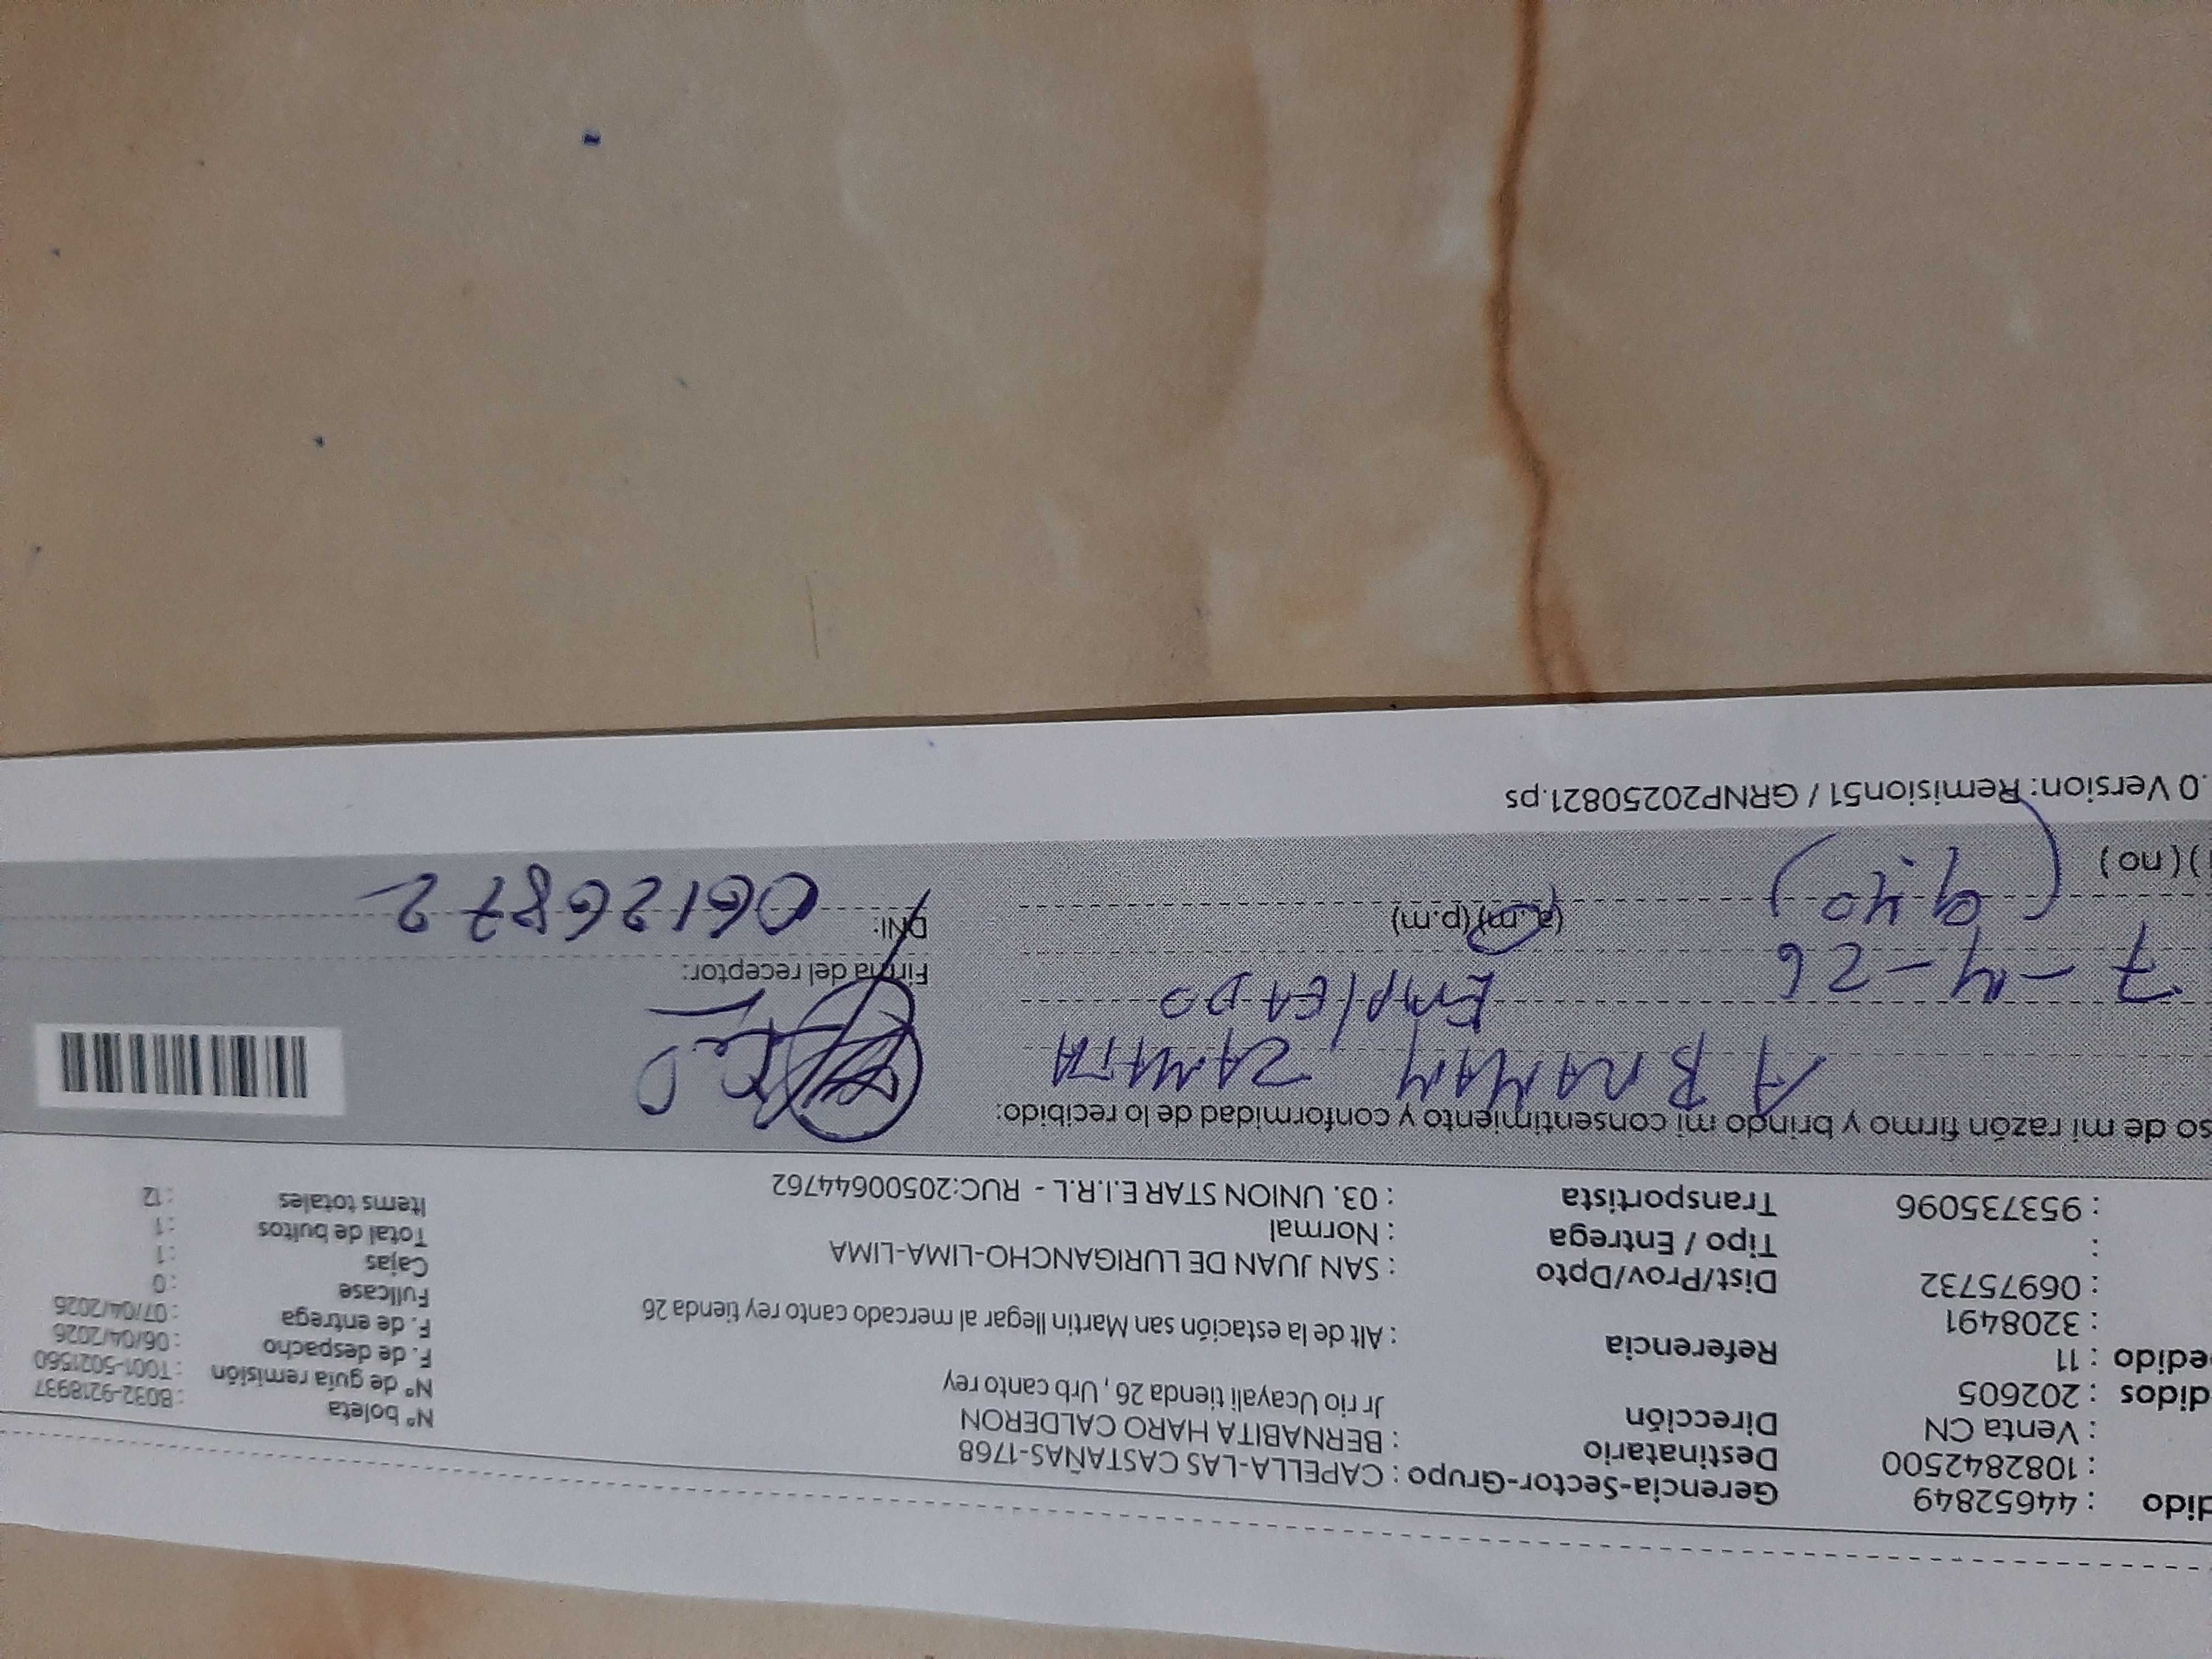 dido : 44652849 Gerencia-Sector-Grupo : CAPELLA-LAS CASTAÑAS-1768
: 1082842500 Destinatario : BERNABITA HARO CALDERON Nº boleta : B032-9218937
: Venta CN Dirección Jr rio Ucayali tienda 26 , Urb canto rey Nº de guía remisión : T001-5021560
didos : 202605 F. de despacho : 06/04/2026
edido : 11 Referencia : Alt de la estación san Martin llegar al mercado canto rey tienda 26 F. de entrega : 07/04/2026
: 3208491 Fullcase : 0
: 06975732 Dist/Prov/Dpto : SAN JUAN DE LURIGANCHO-LIMA-LIMA Cajas : 1
: Tipo / Entrega : Normal Total de bultos : 1
: 953735096 Transportista : 03. UNION STAR E.I.R.L - RUC:20500644762 Items totales : 12
so de mi razón firmo y brindo mi consentimiento y conformidad de lo recibido:
ABRAHAM ZAMATA
EMPLEADO
Firma del receptor:
7-4-26 (a.m) (p.m) DNI: 06126872
) ( no ) (9:40)
.0 Version: Remision51 / GRNP20250821.ps